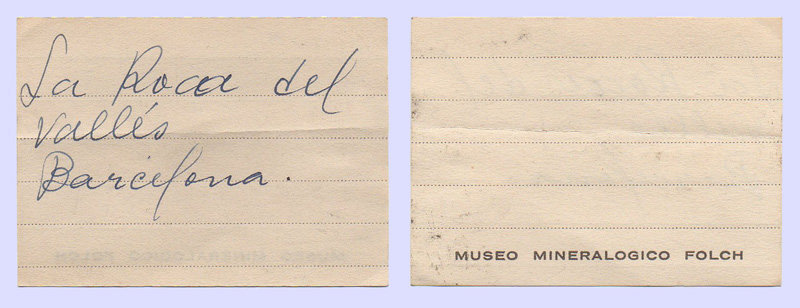 La Roca del
Vallés
Barcelona.
MUSEO MINERALOGICO FOLCH